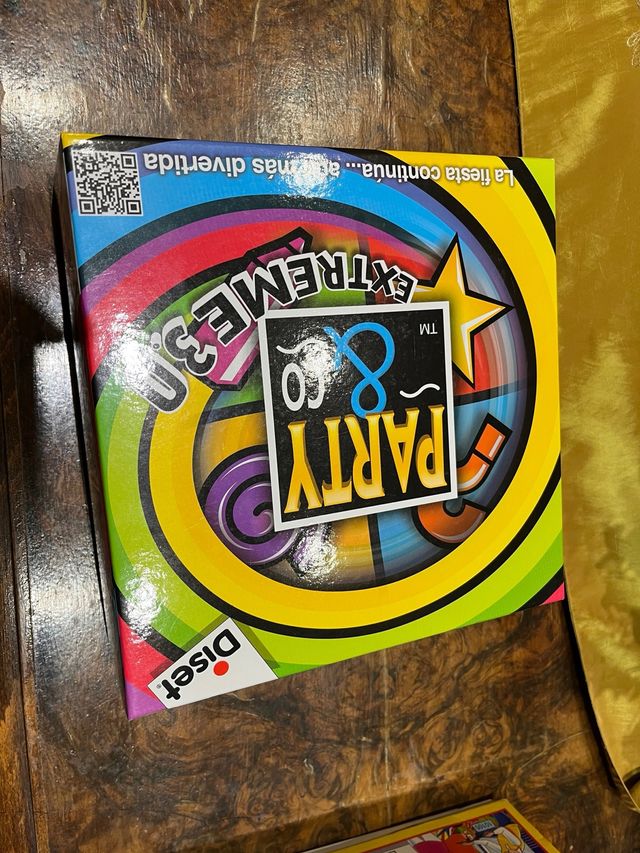 Diset
PARTY
& CO
TM
EXTREME 3.0
La fiesta continúa... aún más divertida